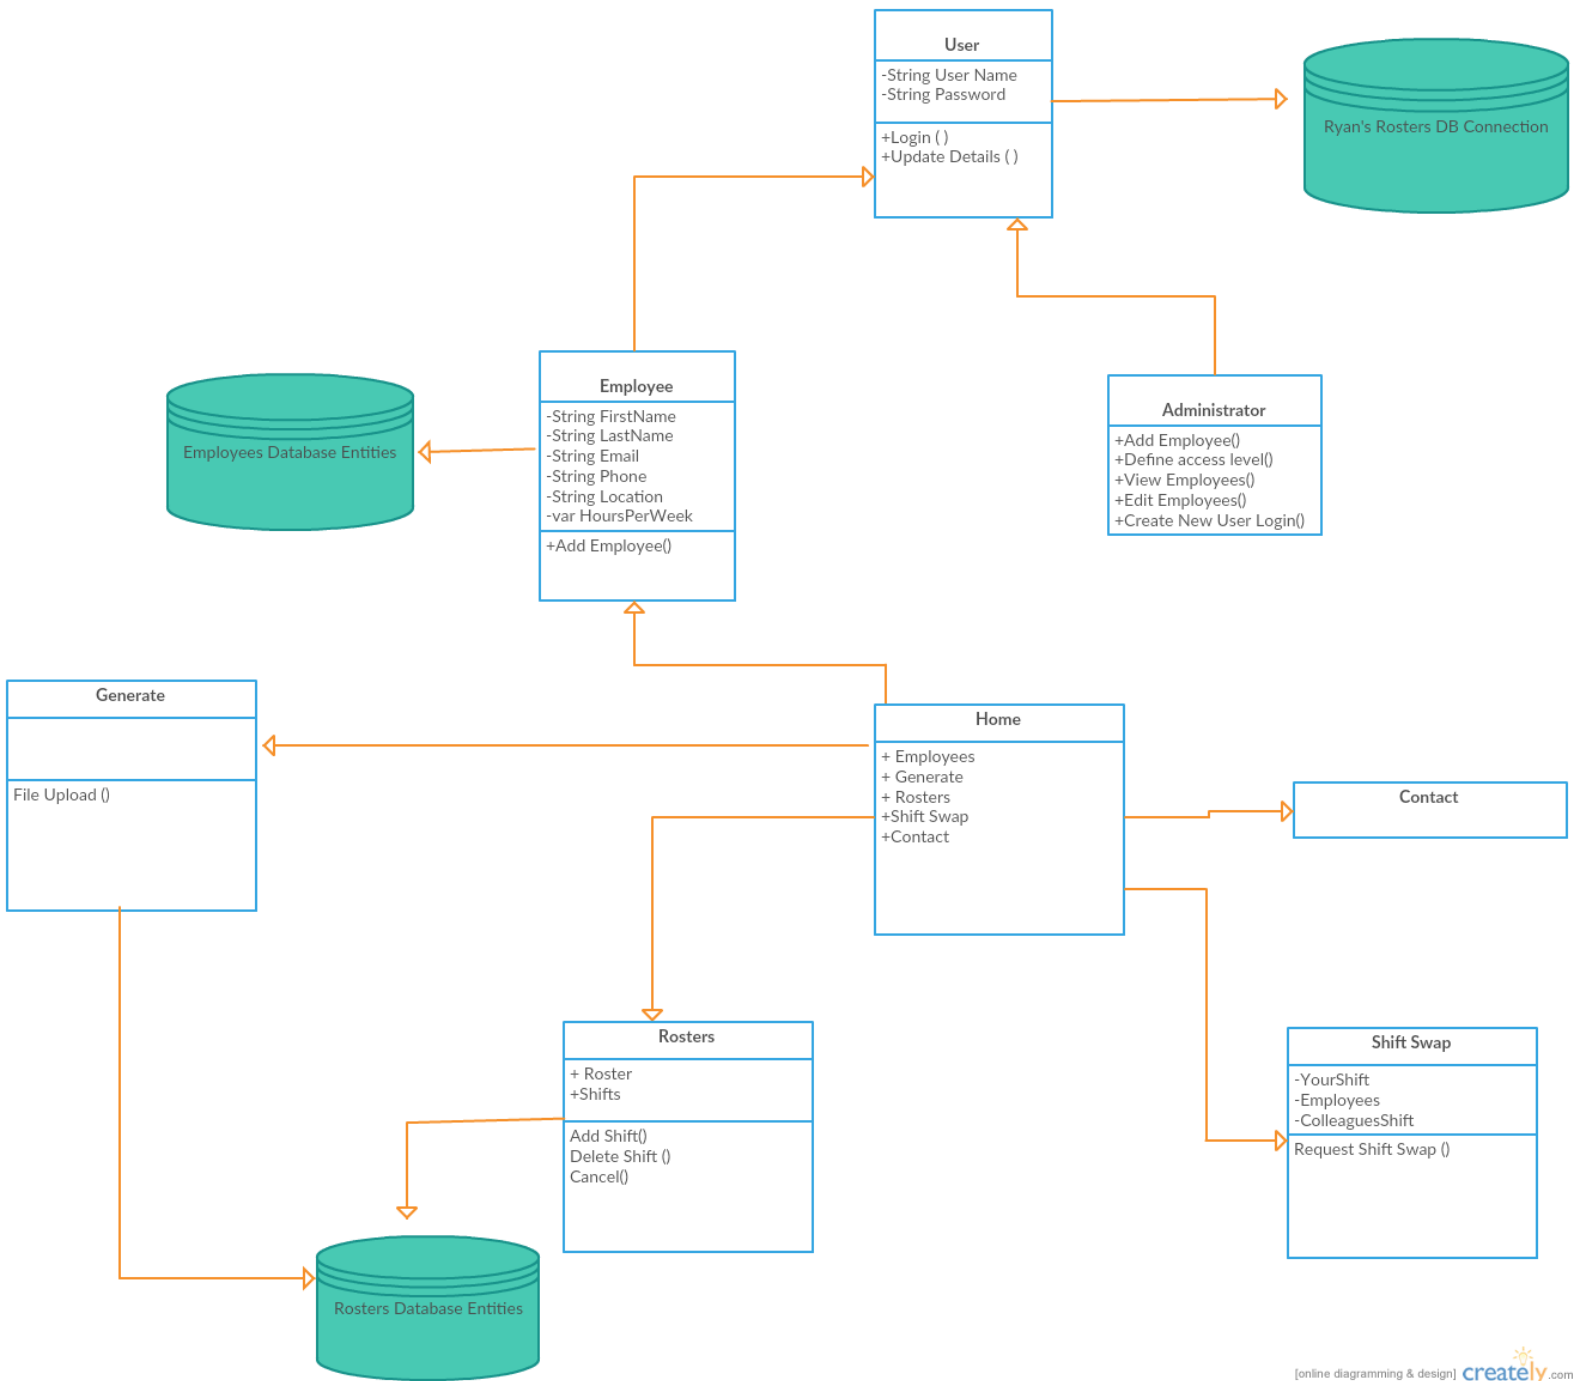 User
-String User Name
-String Password
+Login ( )
+Update Details ( )
Ryan's Rosters DB Connection
Employee
-String FirstName
-String LastName
-String Email
-String Phone
-String Location
-var HoursPerWeek
+Add Employee()
Employees Database Entities
Administrator
+Add Employee()
+Define access level()
+View Employees()
+Edit Employees()
+Create New User Login()
Generate
File Upload ()
Home
+ Employees
+ Generate
+ Rosters
+Shift Swap
+Contact
Contact
Rosters
+ Roster
+Shifts
Add Shift()
Delete Shift ()
Cancel()
Shift Swap
-YourShift
-Employees
-ColleaguesShift
Request Shift Swap ()
Rosters Database Entities
[online diagramming & design] creately.com